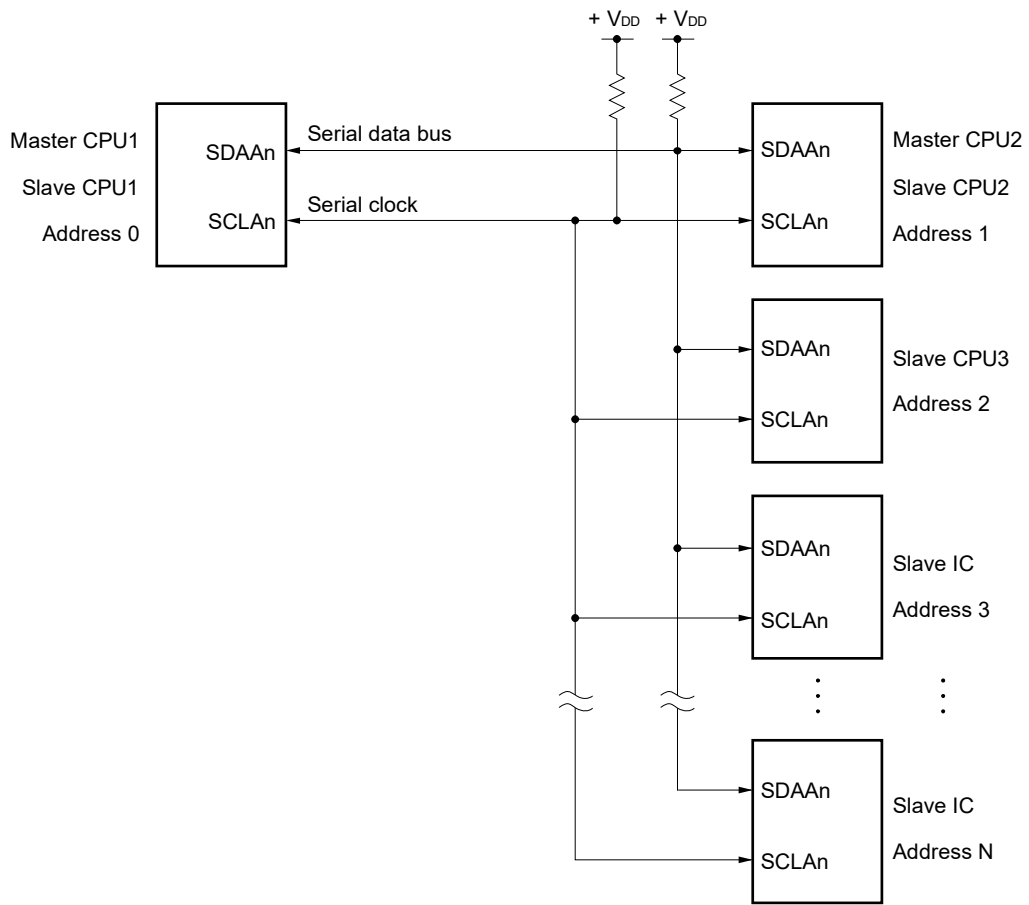 + VDD + VDD
Master CPU1
Slave CPU1
Address 0
SDAAn
SCLAn
Serial data bus
Serial clock
SDAAn
SCLAn
Master CPU2
Slave CPU2
Address 1
SDAAn
SCLAn
Slave CPU3
Address 2
SDAAn
SCLAn
Slave IC
Address 3
SDAAn
SCLAn
Slave IC
Address N